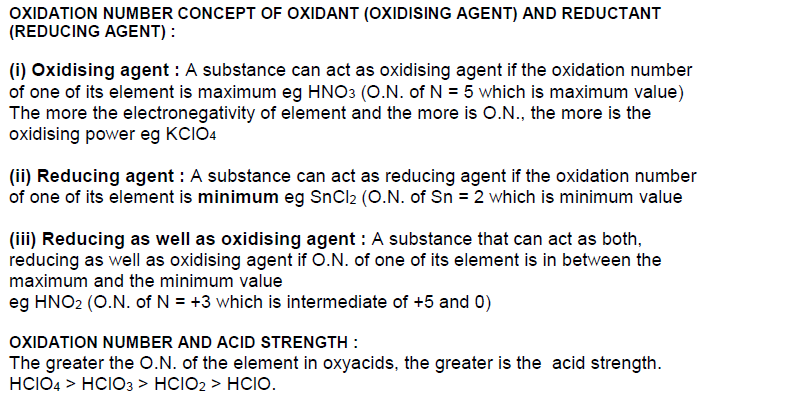 OXIDATION NUMBER CONCEPT OF OXIDANT (OXIDISING AGENT) AND REDUCTANT
(REDUCING AGENT) :
(i) Oxidising agent : A substance can act as oxidising agent if the oxidation number
of one of its element is maximum eg HNO₃ (O.N. of N = 5 which is maximum value)
The more the electronegativity of element and the more is O.N., the more is the
oxidising power eg KClO₄
(ii) Reducing agent : A substance can act as reducing agent if the oxidation number
of one of its element is minimum eg SnCl₂ (O.N. of Sn = 2 which is minimum value
(iii) Reducing as well as oxidising agent : A substance that can act as both,
reducing as well as oxidising agent if O.N. of one of its element is in between the
maximum and the minimum value
eg HNO₂ (O.N. of N = +3 which is intermediate of +5 and 0)
OXIDATION NUMBER AND ACID STRENGTH :
The greater the O.N. of the element in oxyacids, the greater is the acid strength.
HClO₄ > HClO₃ > HClO₂ > HClO.